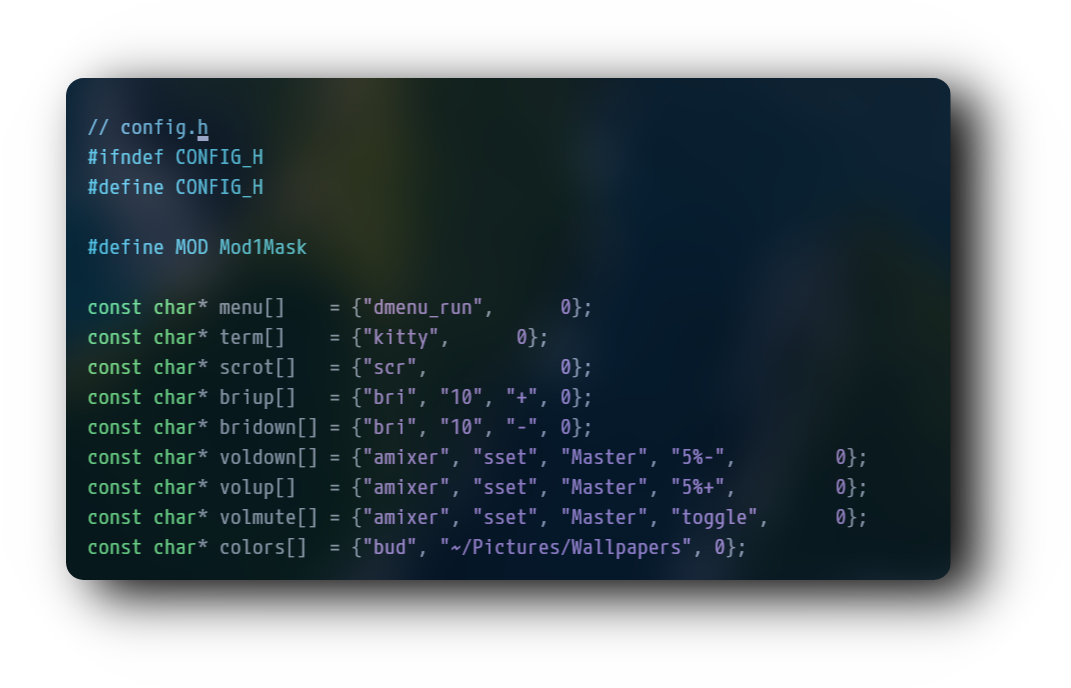 // config.h
#ifndef CONFIG_H
#define CONFIG_H

#define MOD Mod1Mask

const char* menu[]    = {"dmenu_run",      0};
const char* term[]    = {"kitty",      0};
const char* scrot[]   = {"scr",            0};
const char* briup[]   = {"bri", "10", "+", 0};
const char* bridown[] = {"bri", "10", "-", 0};
const char* voldown[] = {"amixer", "sset", "Master", "5%-",         0};
const char* volup[]   = {"amixer", "sset", "Master", "5%+",         0};
const char* volmute[] = {"amixer", "sset", "Master", "toggle",      0};
const char* colors[]  = {"bud", "~/Pictures/Wallpapers", 0};